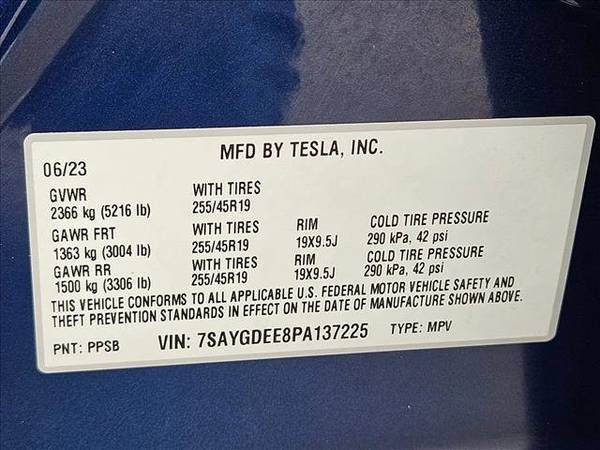 MFD BY TESLA, INC.
06/23
GVWR WITH TIRES
2366 kg (5216 lb) 255/45R19
GAWR FRT WITH TIRES RIM COLD TIRE PRESSURE
1363 kg (3004 lb) 255/45R19 19X9.5J 290 kPa, 42 psi
GAWR RR WITH TIRES RIM COLD TIRE PRESSURE
1500 kg (3306 lb) 255/45R19 19X9.5J 290 kPa, 42 psi
THIS VEHICLE CONFORMS TO ALL APPLICABLE U.S. FEDERAL MOTOR VEHICLE SAFETY AND
THEFT PREVENTION STANDARDS IN EFFECT ON THE DATE OF MANUFACTURE SHOWN ABOVE.
PNT: PPSB VIN: 7SAYGDEE8PA137225 TYPE: MPV